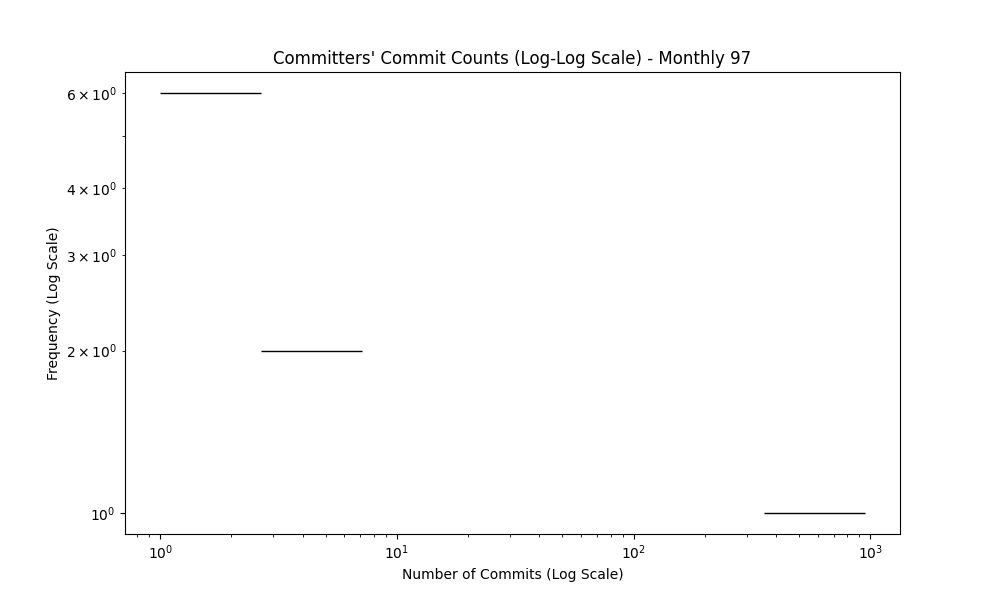 Committers' Commit Counts (Log-Log Scale) - Monthly 97
6 × 10⁰
4 × 10⁰
3 × 10⁰
2 × 10⁰
10⁰
Frequency (Log Scale)
10⁰ 10¹ 10² 10³
Number of Commits (Log Scale)